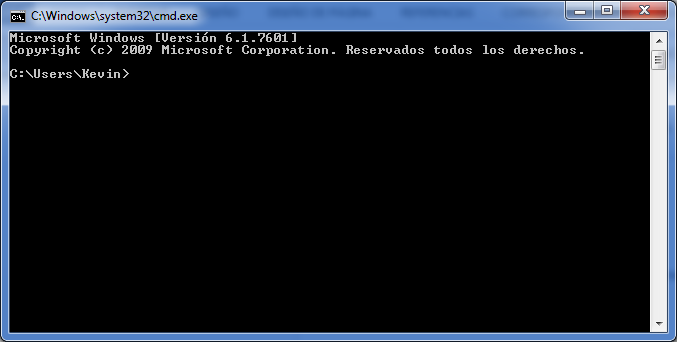 C:\Windows\system32\cmd.exe
Microsoft Windows [Versión 6.1.7601]
Copyright (c) 2009 Microsoft Corporation. Reservados todos los derechos.
C:\Users\Kevin>